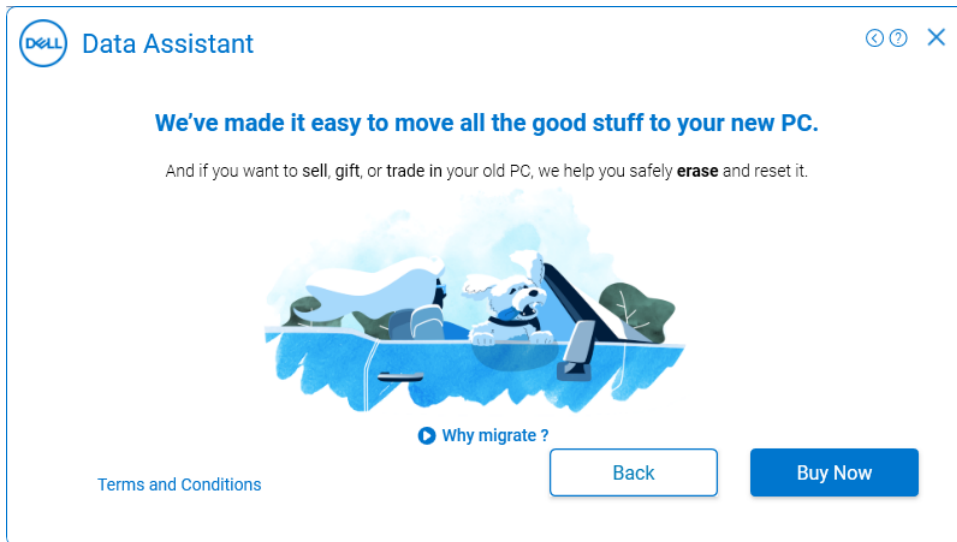 DELL Data Assistant
We've made it easy to move all the good stuff to your new PC.
And if you want to sell, gift, or trade in your old PC, we help you safely erase and reset it.
Why migrate ?
Terms and Conditions
Back
Buy Now